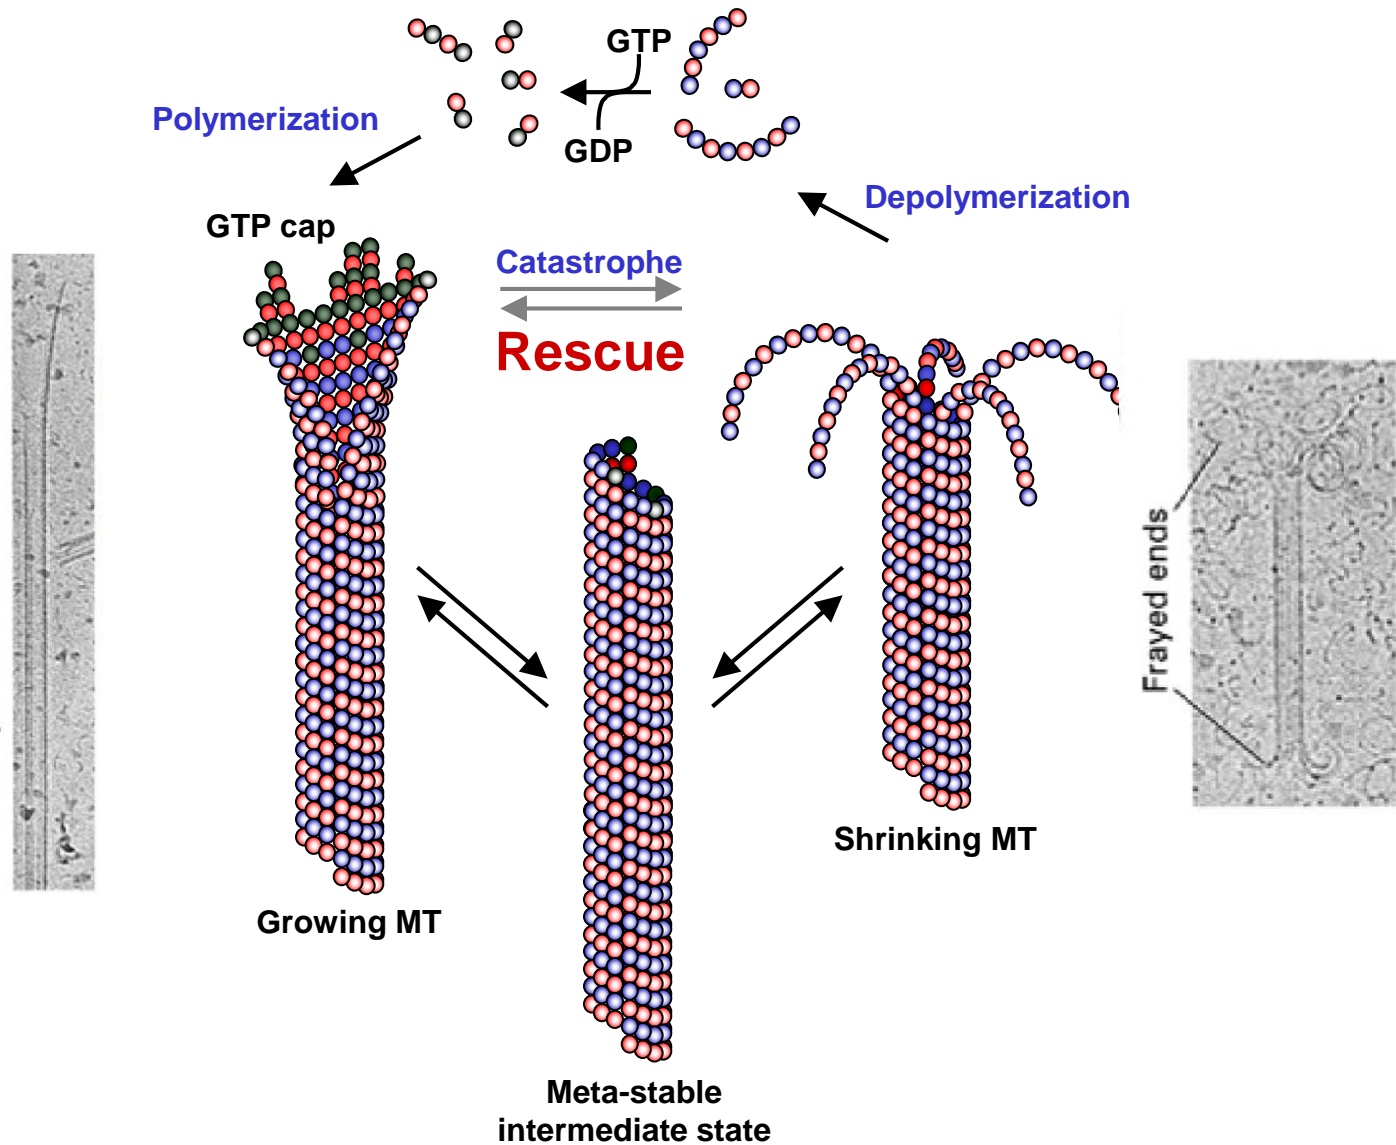 GTP
GDP
Polymerization
Depolymerization
GTP cap
Catastrophe
Rescue
Frayed ends
Shrinking MT
Growing MT
Meta-stable
intermediate state